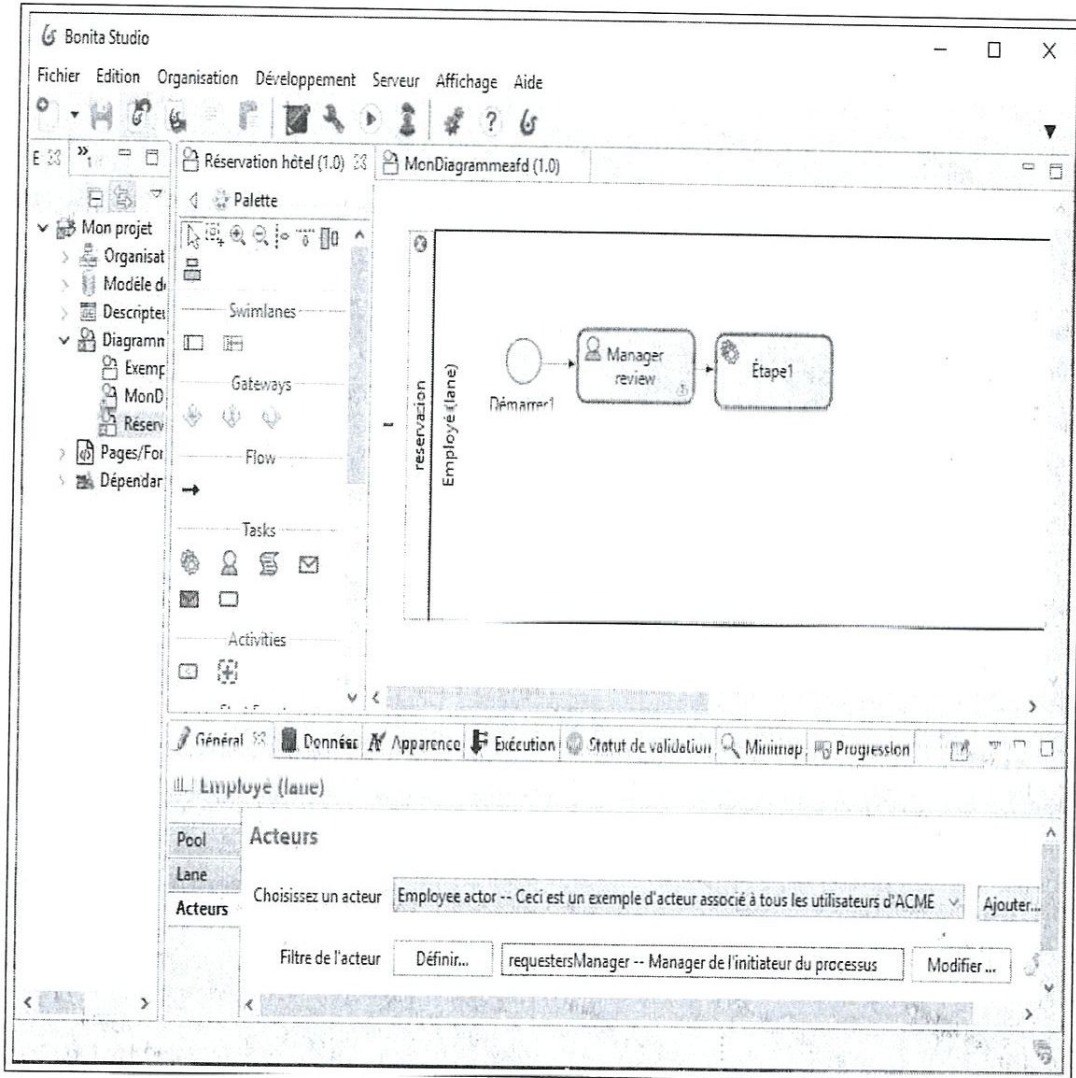 Bonita Studio
Fichier Edition Organisation Développement Serveur Affichage Aide
E
Réservation hôtel (1.0)
MonDiagrammeafd (1.0)
Palette
Mon projet
Organisat
Modèle de
Descripteu
Diagramm
Exemp
MonD
Réserv
Pages/For
Dépendar
Swimlanes
Gateways
Flow
Tasks
Activities
reservation
Employé (lane)
Démarrer1
Manager
review
Étape1
Général Données Apparence Exécution Statut de validation Minimap Progression
Employé (lane)
Pool
Lane
Acteurs
Acteurs
Choisissez un acteur Employee actor -- Ceci est un exemple d'acteur associé à tous les utilisateurs d'ACME Ajouter...
Filtre de l'acteur Définir... requestersManager -- Manager de l'initiateur du processus Modifier ...